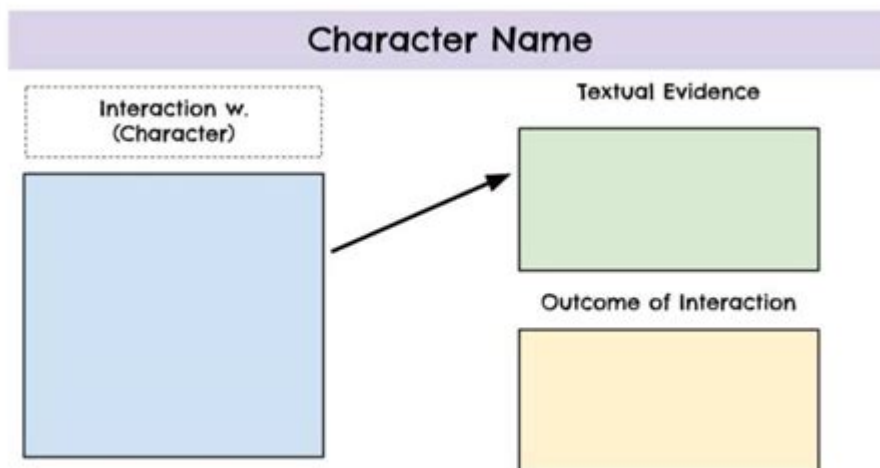 Character Name
Interaction w.
(Character)
Textual Evidence
Outcome of Interaction